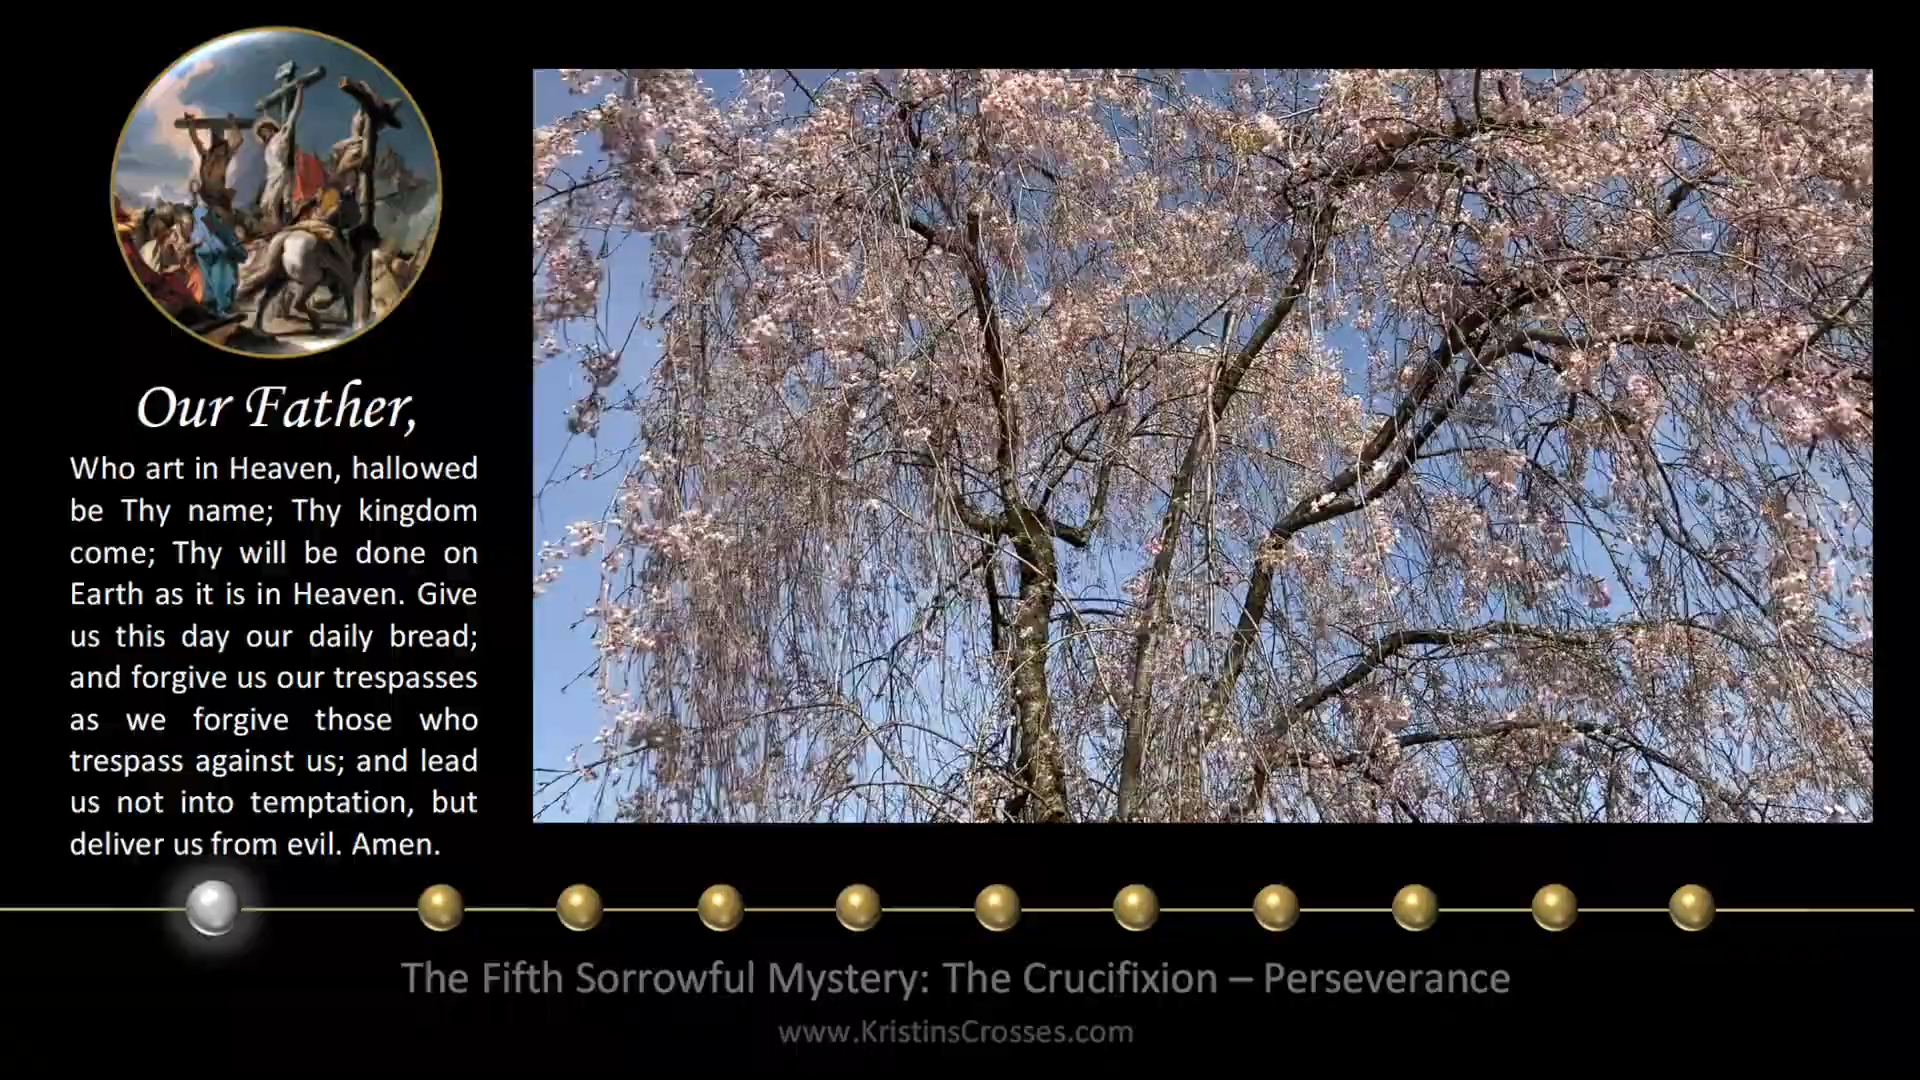 Our Father,
Who art in Heaven, hallowed
be Thy name; Thy kingdom
come; Thy will be done on
Earth as it is in Heaven. Give
us this day our daily bread;
and forgive us our trespasses
as we forgive those who
trespass against us; and lead
us not into temptation, but
deliver us from evil. Amen.
The Fifth Sorrowful Mystery: The Crucifixion – Perseverance
www.KristinsCrosses.com